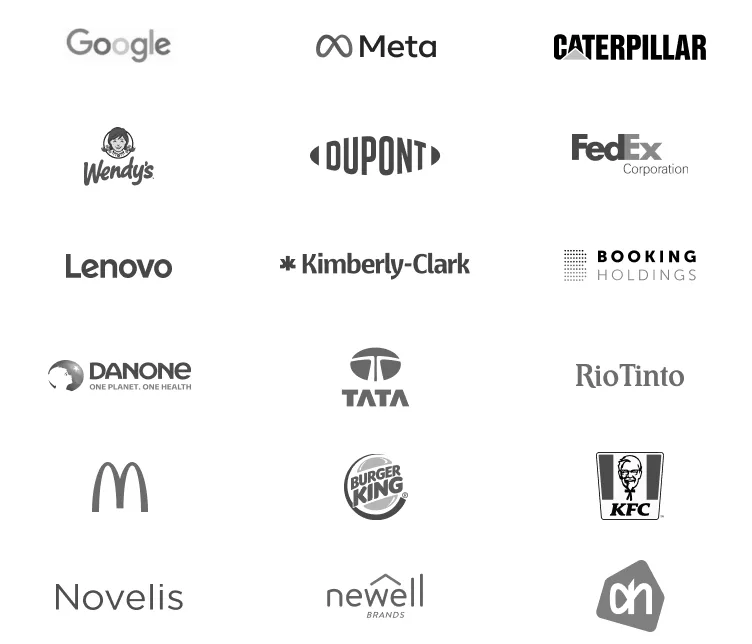 Google
Meta
CATERPILLAR
Wendy's
DUPONT
FedEx
Corporation
Lenovo
Kimberly-Clark
BOOKING
HOLDINGS
DANONE
ONE PLANET. ONE HEALTH
TATA
RioTinto
M
BURGER
KING
®
KFC
Novelis
newell
BRANDS
ah